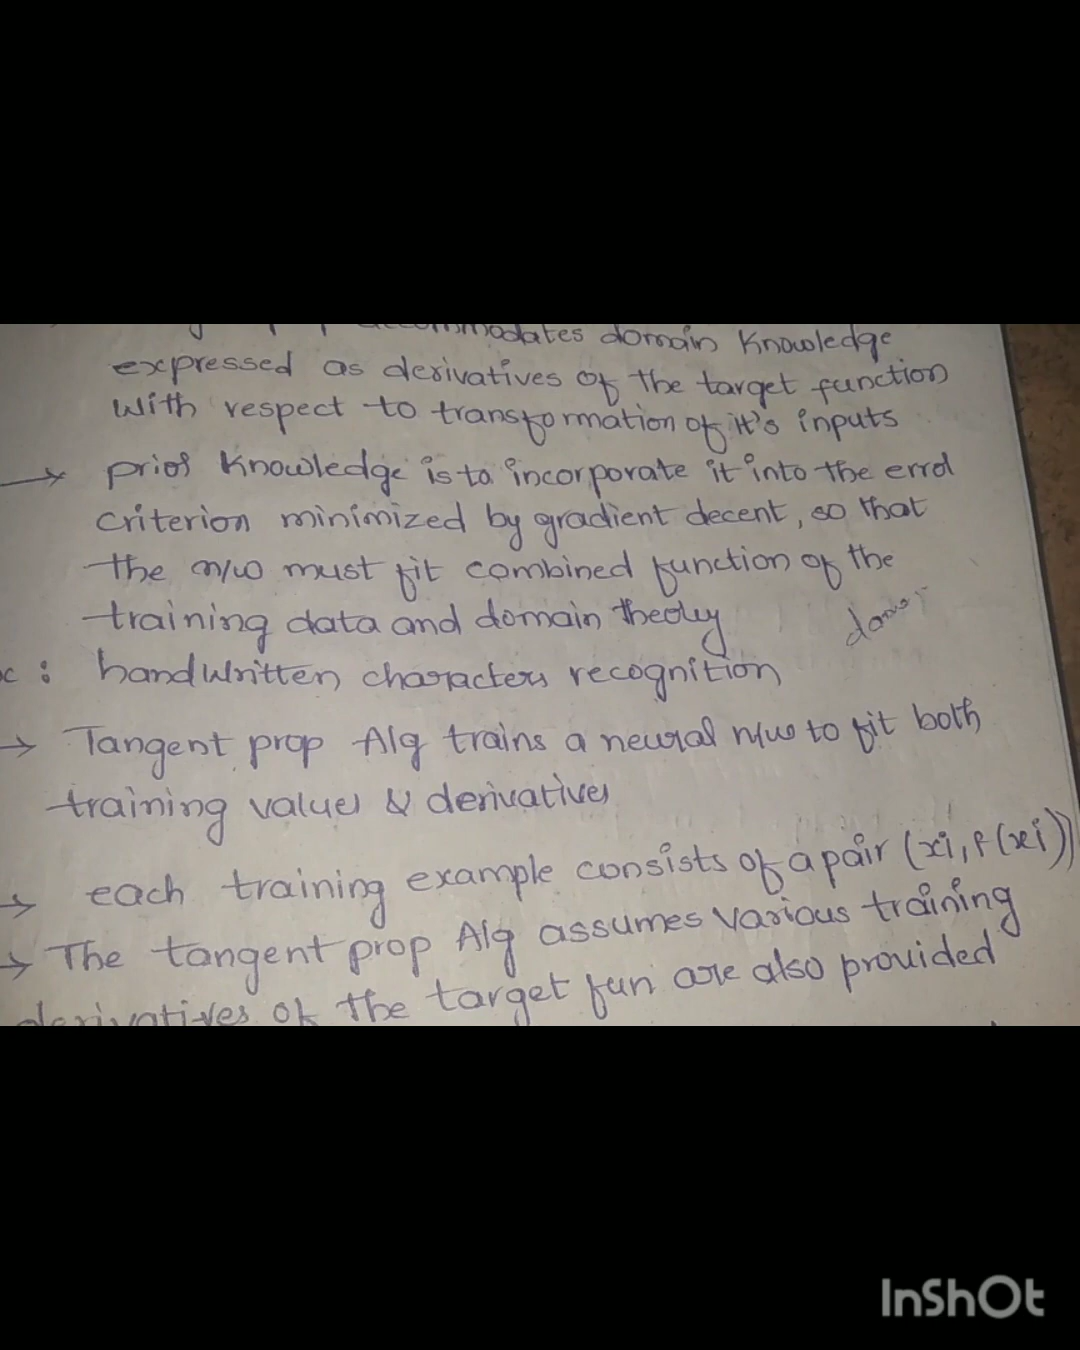 accommodates domain knowledge
expressed as derivatives of the target function
with respect to transformation of it's inputs
→ prior knowledge is to incorporate it into the error
criterion minimized by gradient decent, so that
the n/w must fit combined function of the
training data and domain theory
: handwritten characters recognition
→ Tangent prop Alg trains a neural n/w to fit both
training values & derivatives
→ each training example consists of a pair (xi, f(xi))
→ The tangent prop Alg assumes various training
derivatives of the target fun are also provided
InShOt